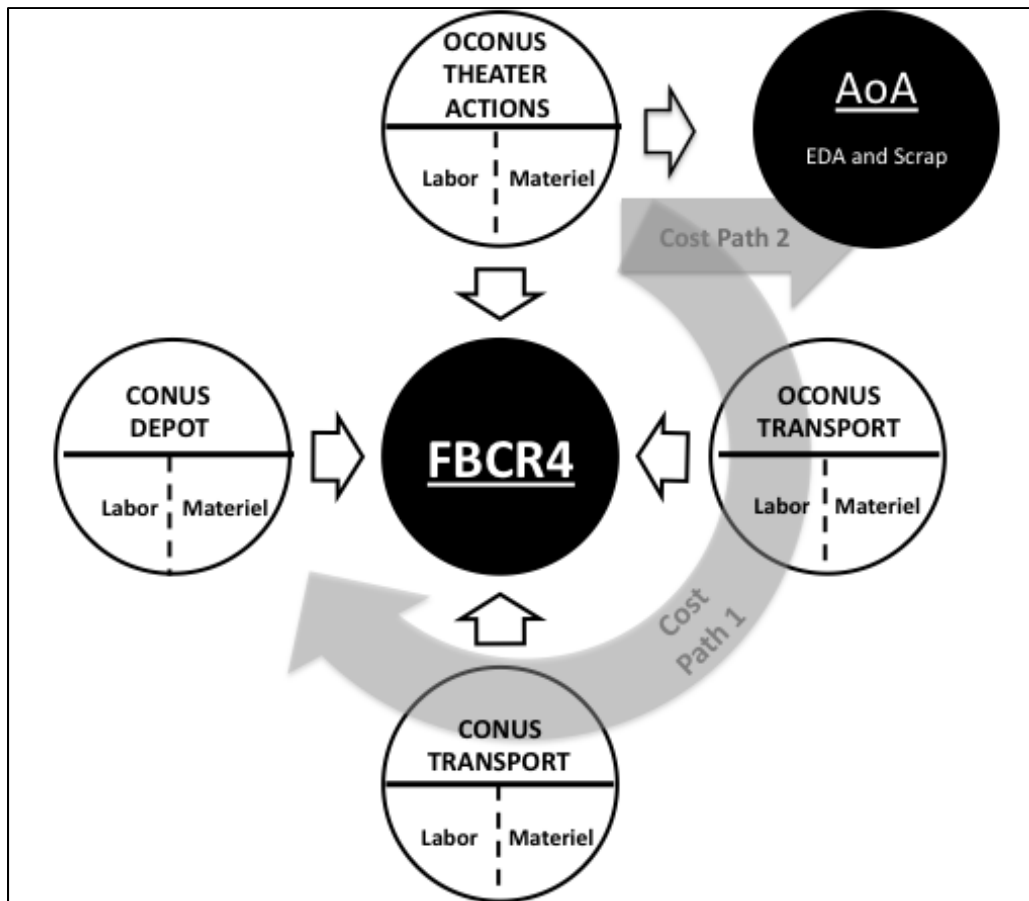 OCONUS
THEATER
ACTIONS
Labor
Materiel
AoA
EDA and Scrap
Cost Path 2
CONUS
DEPOT
Labor
Materiel
FBCR4
OCONUS
TRANSPORT
Labor
Materiel
Cost
Path 1
CONUS
TRANSPORT
Labor
Materiel